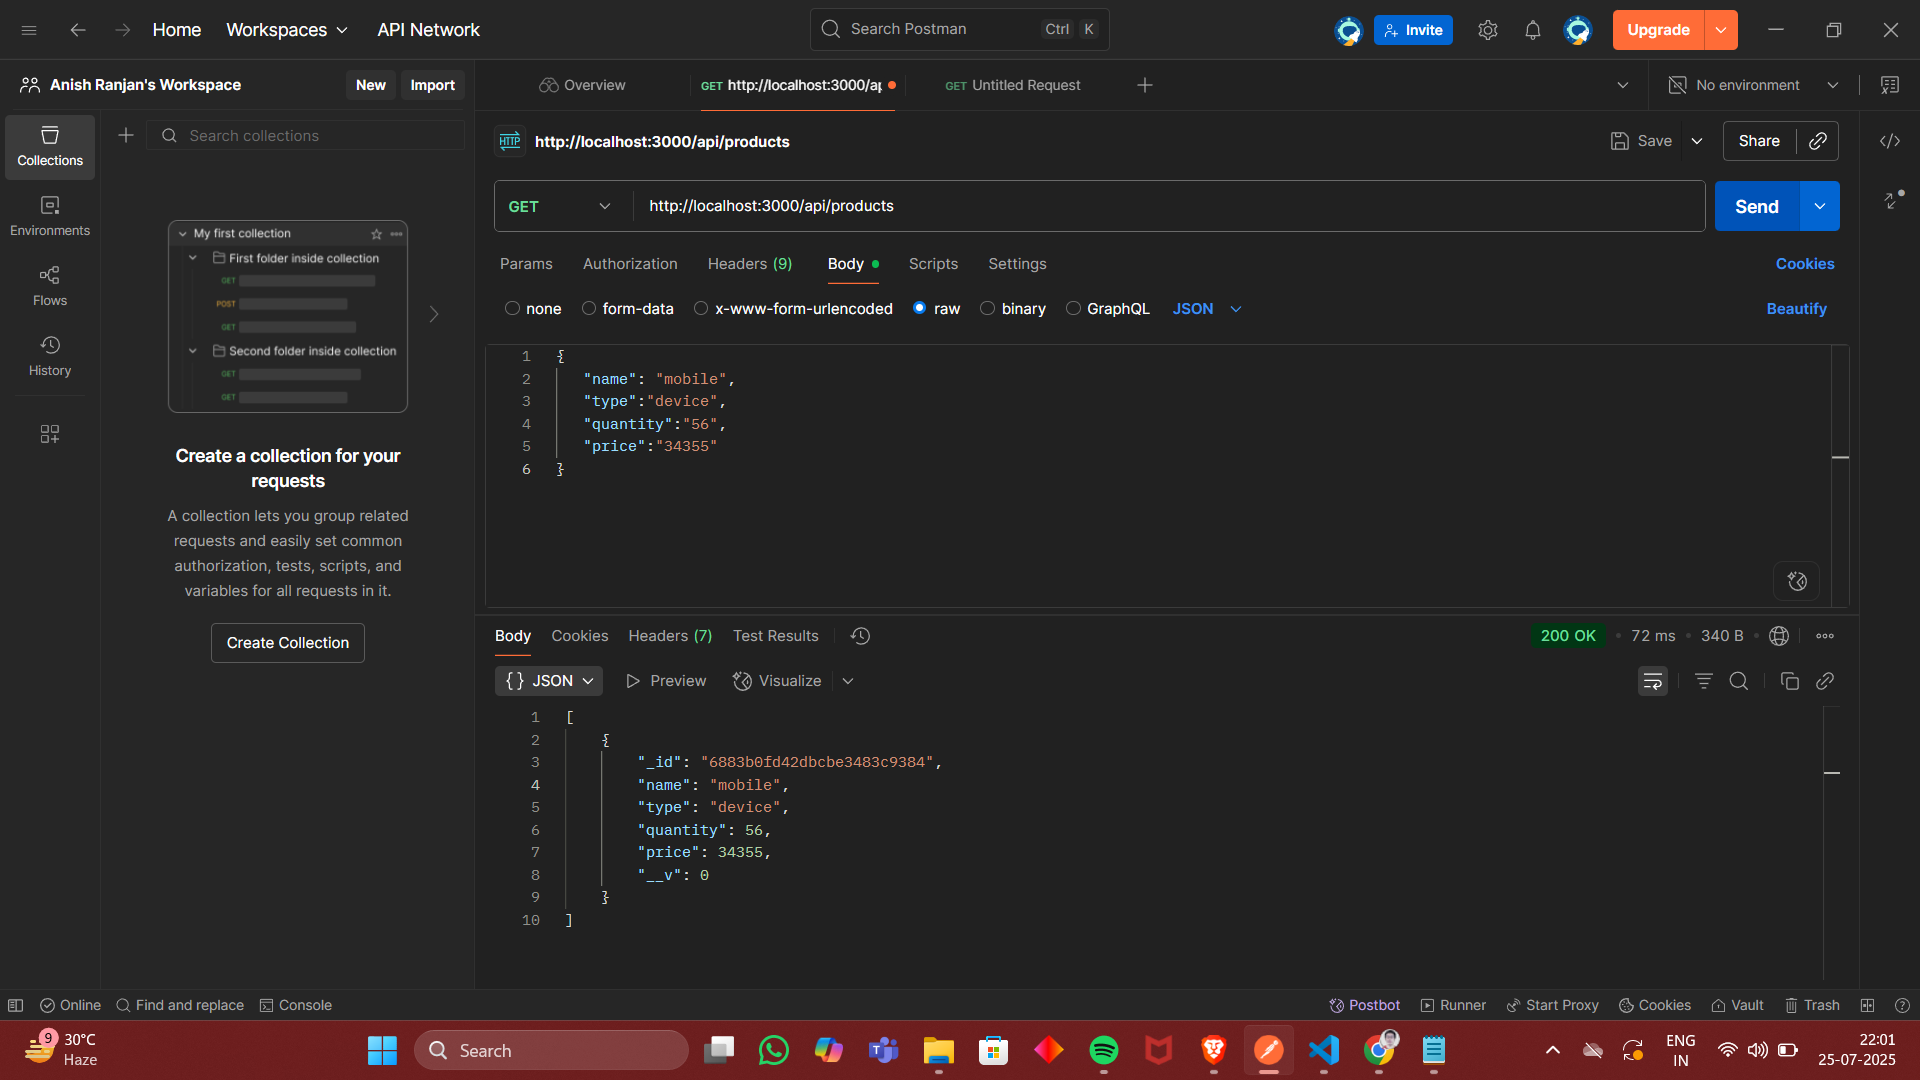 Home
Workspaces
API Network
Search Postman
Ctrl
K
Invite
Upgrade
Anish Ranjan's Workspace
New
Import
Overview
GET http://localhost:3000/ap
GET Untitled Request
No environment
Collections
Environments
Flows
History
Search collections
My first collection
First folder inside collection
GET
POST
GET
Second folder inside collection
GET
GET
Create a collection for your
requests
A collection lets you group related
requests and easily set common
authorization, tests, scripts, and
variables for all requests in it.
Create Collection
HTTP
http://localhost:3000/api/products
Save
Share
GET
http://localhost:3000/api/products
Send
Params
Authorization
Headers (9)
Body
Scripts
Settings
Cookies
none
form-data
x-www-form-urlencoded
raw
binary
GraphQL
JSON
Beautify
1 {
2 "name": "mobile",
3 "type":"device",
4 "quantity":"56",
5 "price":"34355"
6 }
Body
Cookies
Headers (7)
Test Results
200 OK
72 ms
340 B
{} JSON
Preview
Visualize
1 [
2 {
3 "_id": "6883b0fd42dbcbe3483c9384",
4 "name": "mobile",
5 "type": "device",
6 "quantity": 56,
7 "price": 34355,
8 "__v": 0
9 }
10 ]
Online
Find and replace
Console
Postbot
Runner
Start Proxy
Cookies
Vault
Trash
9
30°C
Haze
Search
ENG
IN
22:01
25-07-2025